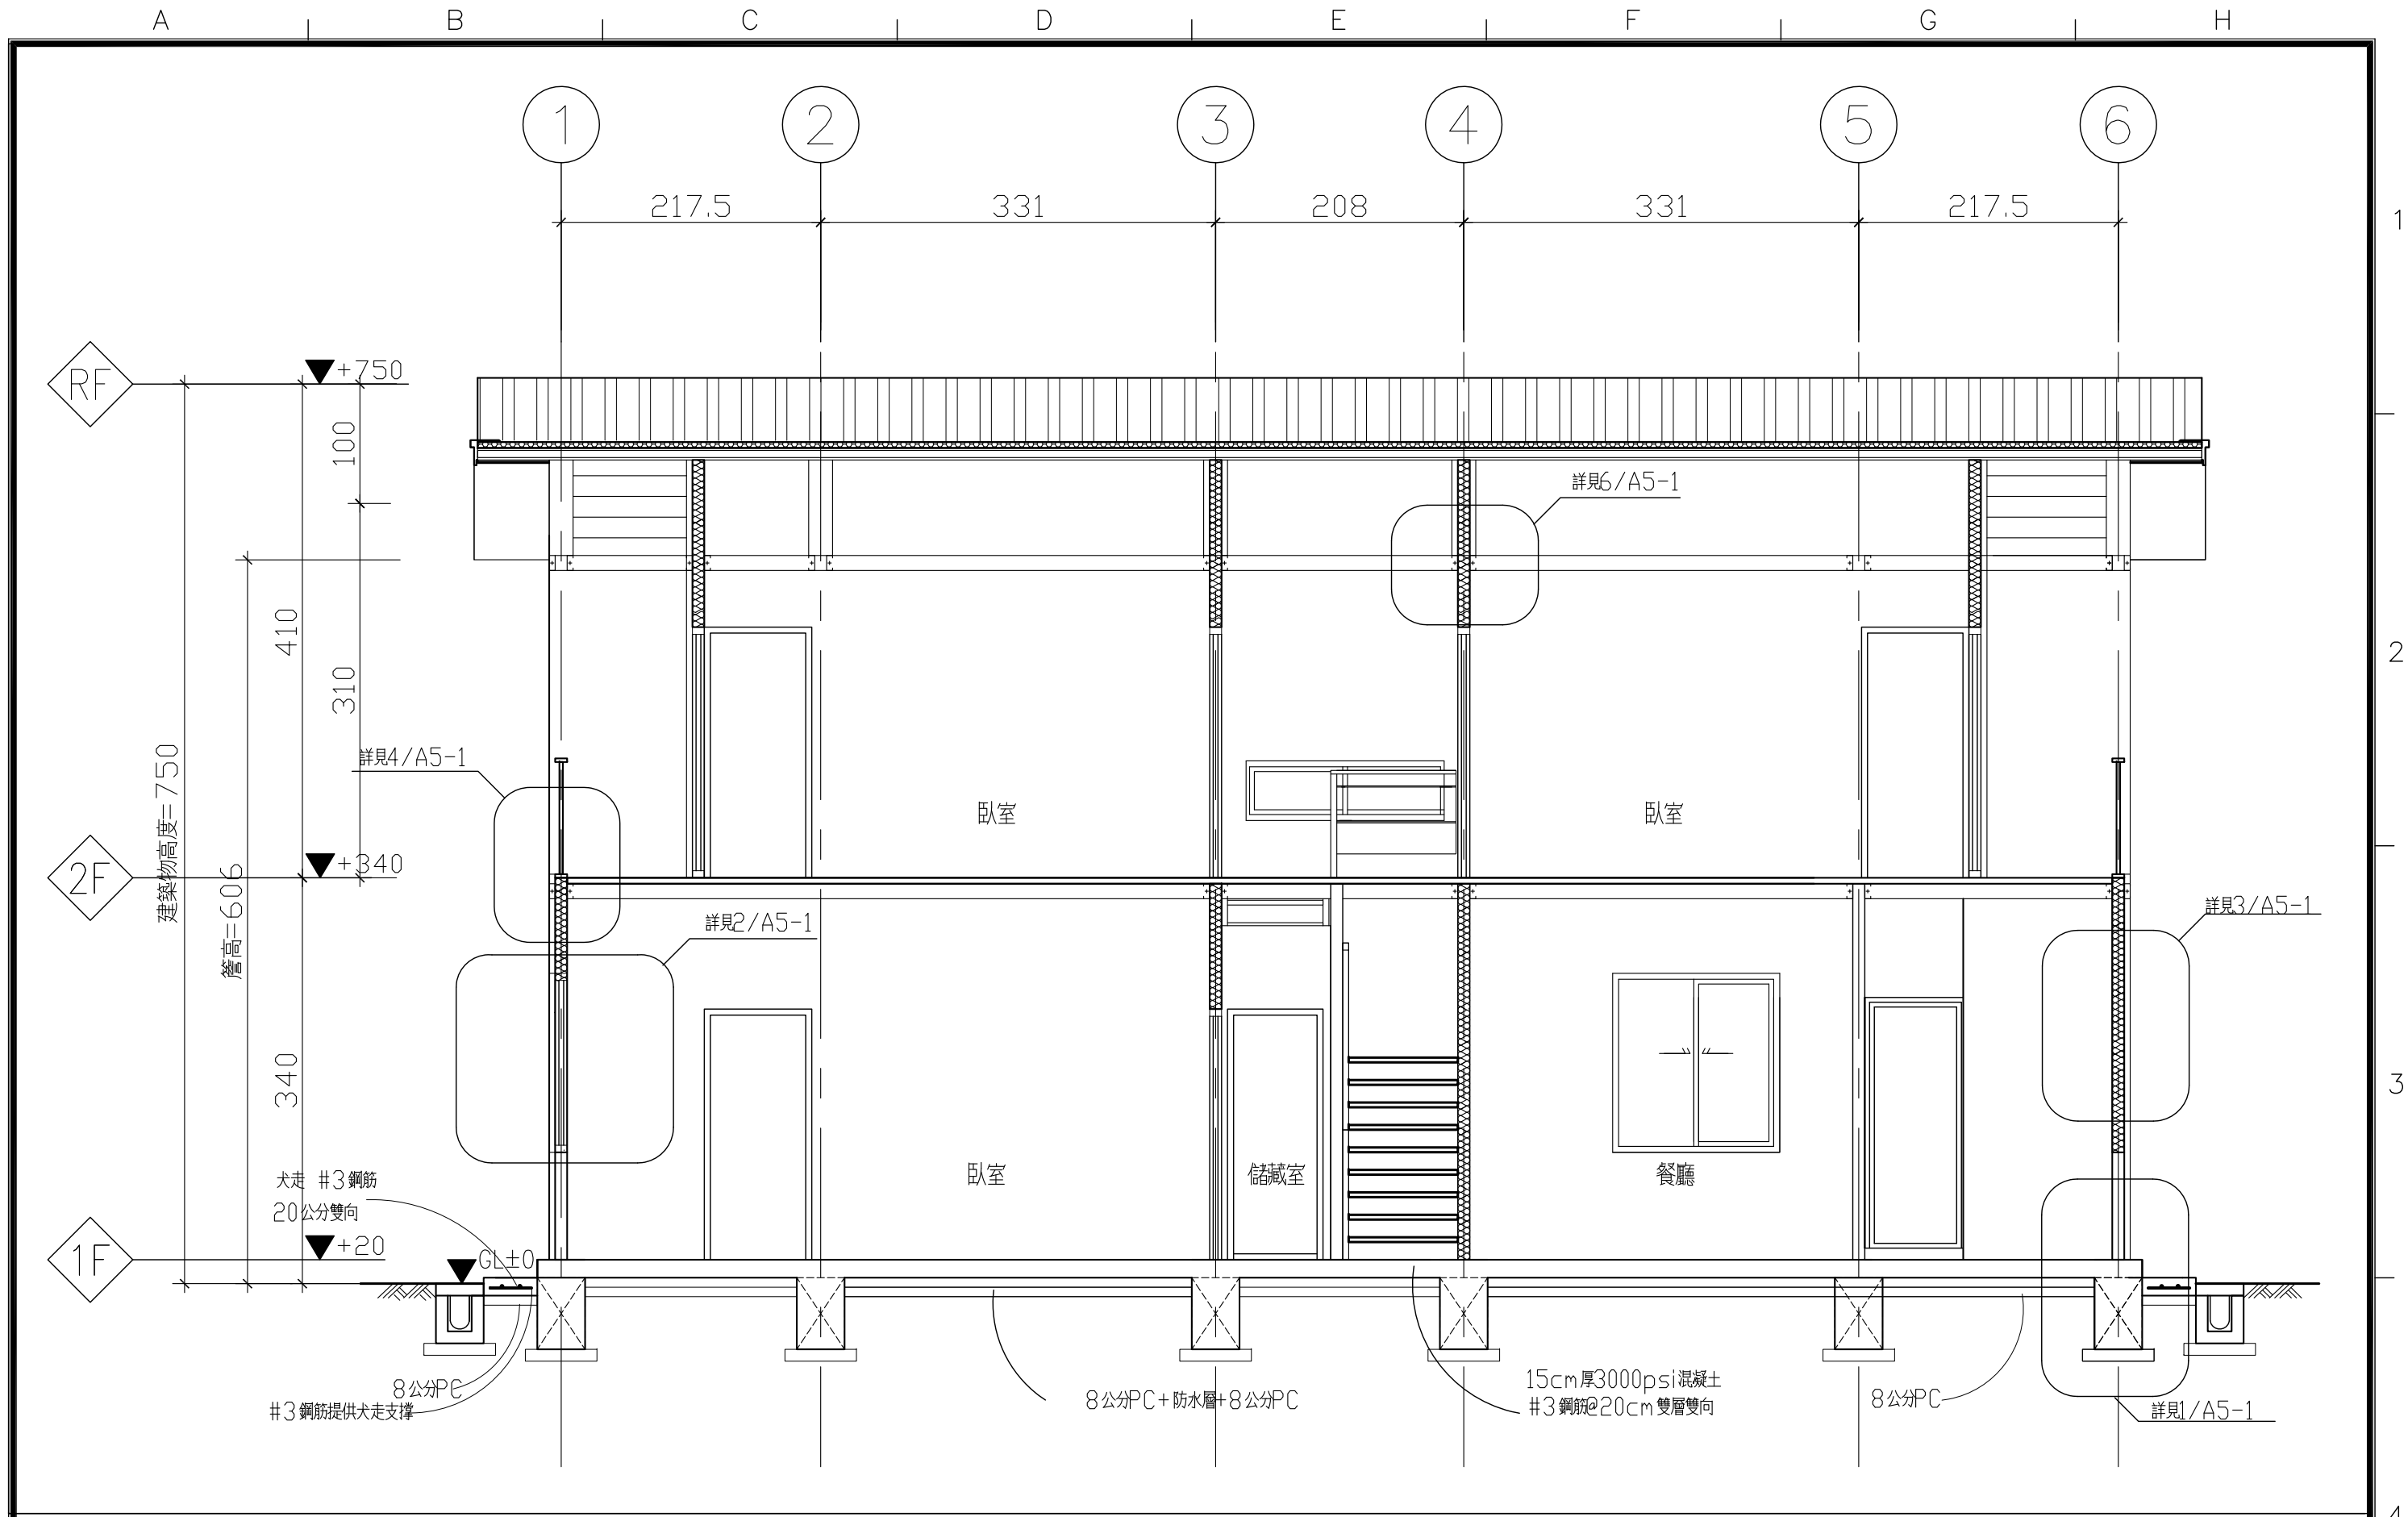 A B C D E F G H
1 2 3 4 5 6
217.5 331 208 331 217.5
1
RF
+750
100
詳見6/A5-1
410
2
310
建築物高度=750
詳見4/A5-1
臥室
臥室
2F
+340
簷高=606
詳見3/A5-1
詳見2/A5-1
340
3
犬走 #3鋼筋
20公分雙向
臥室
儲藏室
餐廳
1F
+20
GL±0
8公分PC
#3鋼筋提供犬走支撐
8公分PC+防水層+8公分PC
15cm厚3000psi混凝土
#3鋼筋@20cm雙層雙向
8公分PC
詳見1/A5-1
4